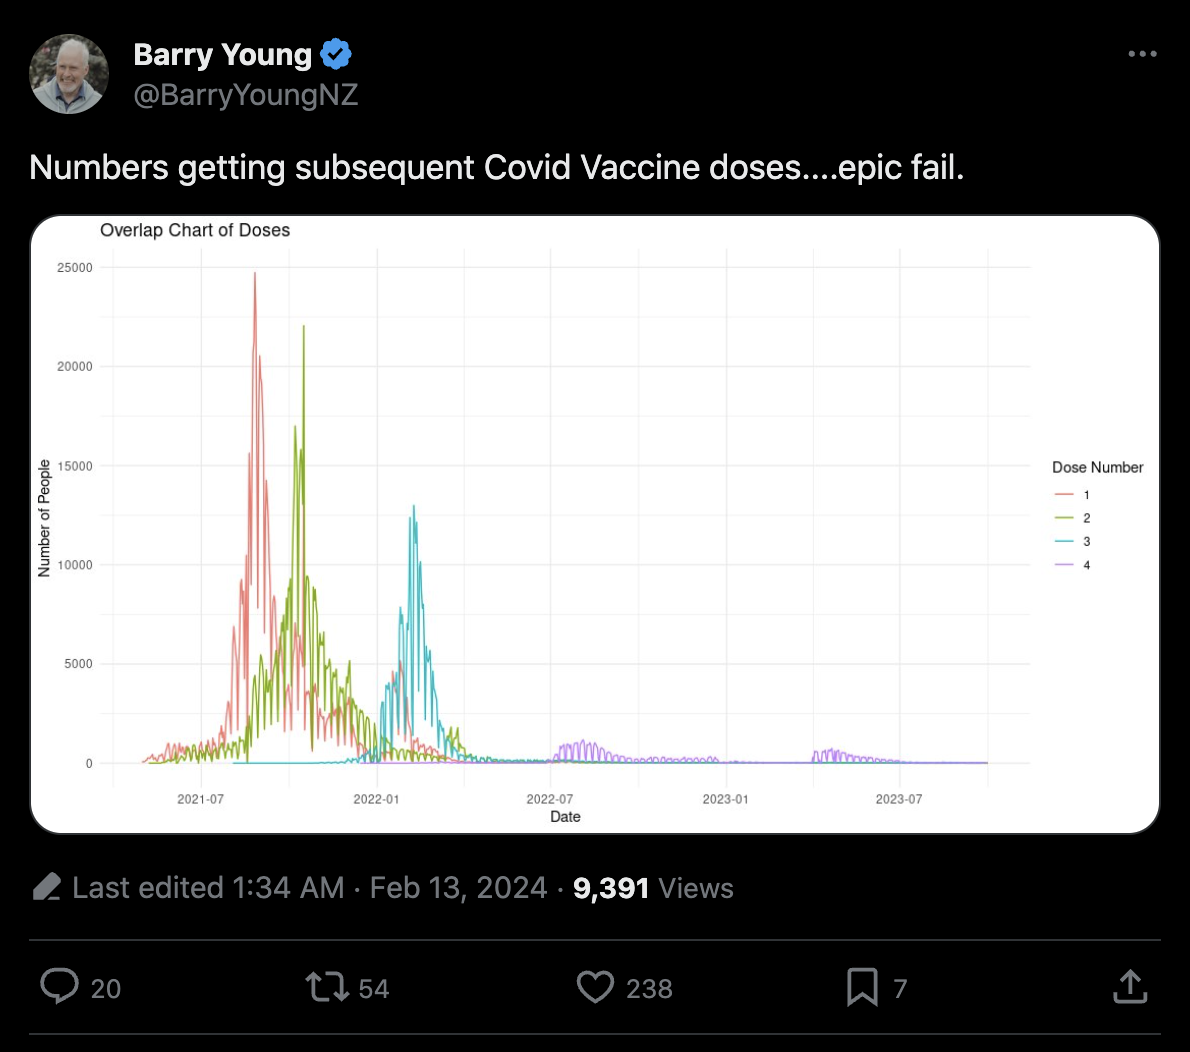 Barry Young
@BarryYoungNZ
Numbers getting subsequent Covid Vaccine doses....epic fail.
Overlap Chart of Doses
25000
20000
15000
10000
5000
0
Number of People
2021-07
2022-01
2022-07
2023-01
2023-07
Date
Dose Number
1
2
3
4
Last edited 1:34 AM · Feb 13, 2024 · 9,391 Views
20 54 238 7